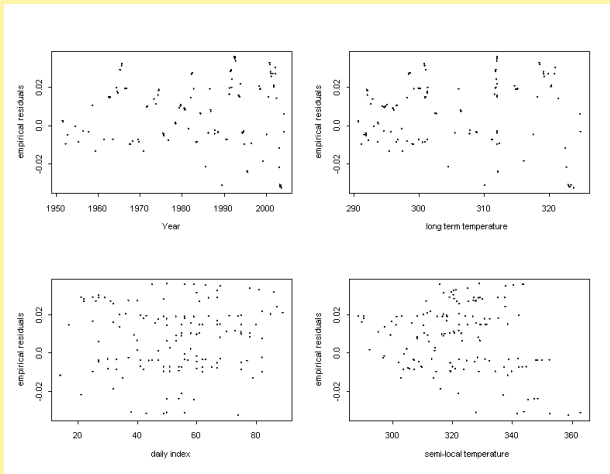 empirical residuals
-0.02 0.0 0.02
1950 1960 1970 1980 1990 2000
Year
empirical residuals
-0.02 0.0 0.02
290 300 310 320
long term temperature
empirical residuals
-0.02 0.0 0.02
20 40 60 80
daily index
empirical residuals
-0.02 0.0 0.02
300 320 340 360
semi-local temperature